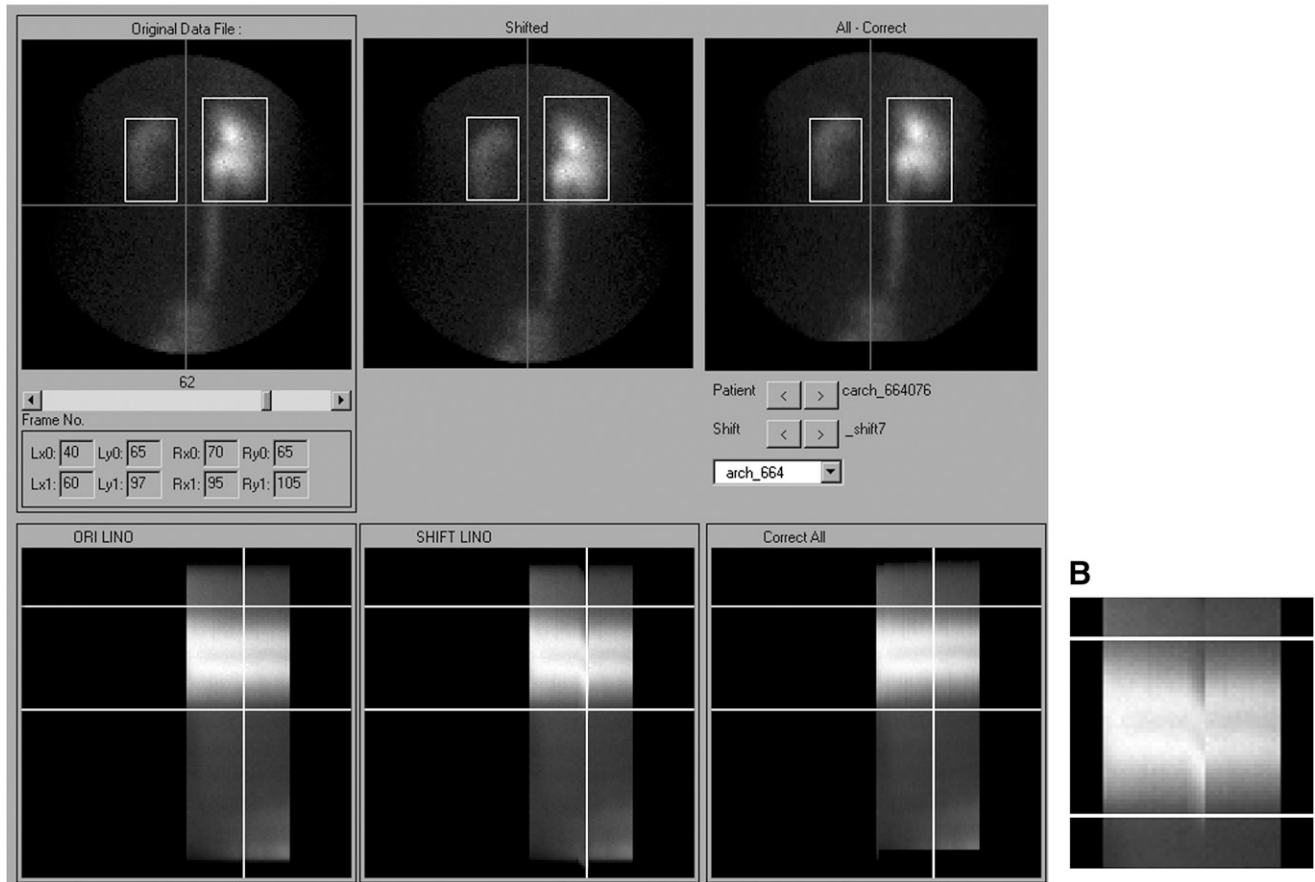 Original Data File :
Shifted
All - Correct
62
Frame No.
Lx0: 40 Ly0: 65 Rx0: 70 Ry0: 65
Lx1: 60 Ly1: 97 Rx1: 95 Ry1: 105
Patient < > carch_664076
Shift < > _shift7
arch_664
ORI LINO
SHIFT LINO
Correct All
B